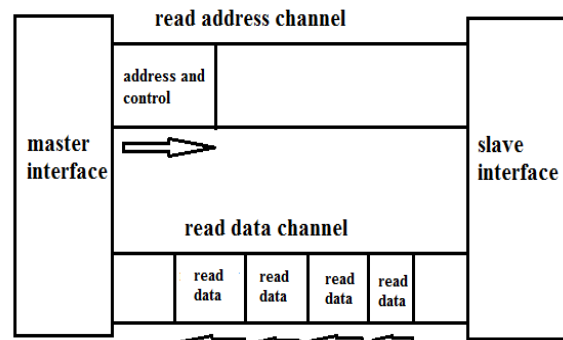 read address channel
address and
control
master
interface
slave
interface
read data channel
read
data
read
data
read
data
read
data